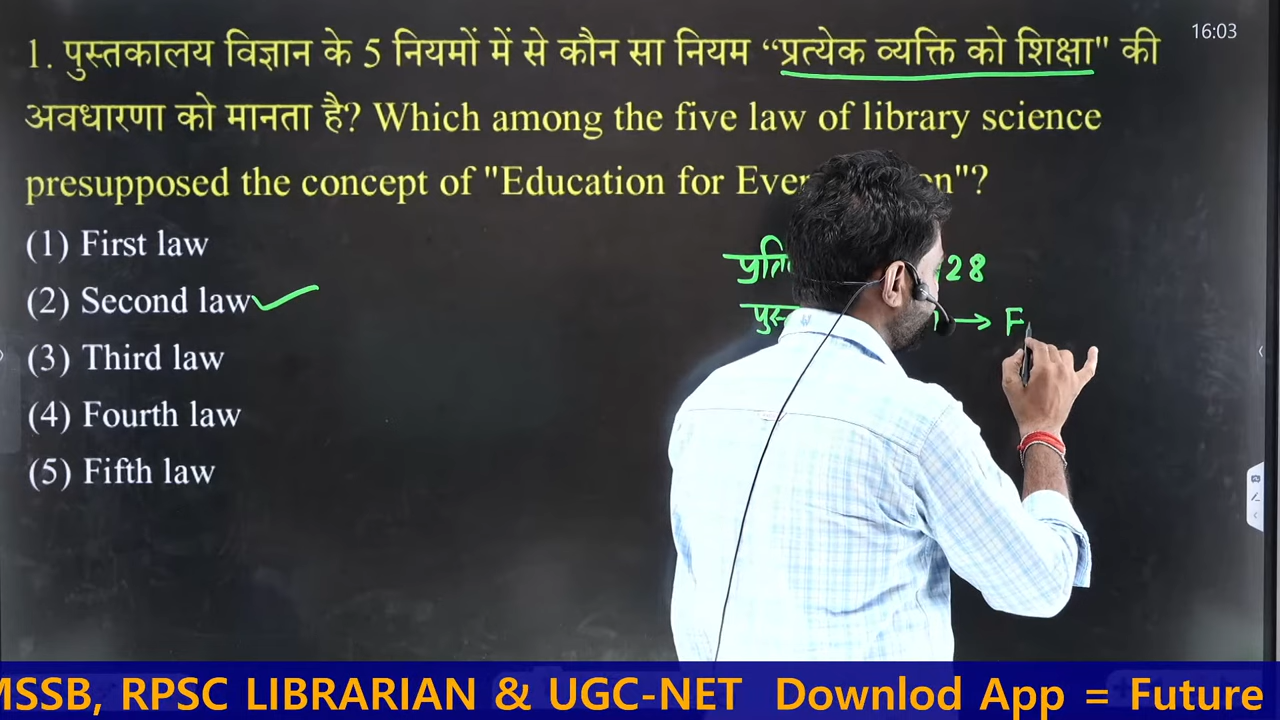 16:03
1. पुस्तकालय विज्ञान के 5 नियमों में से कौन सा नियम “प्रत्येक व्यक्ति को शिक्षा" की
अवधारणा को मानता है? Which among the five law of library science
presupposed the concept of "Education for on"?
(1) First law
(2) Second law
28
→ F
(3) Third law
(4) Fourth law
(5) Fifth law
MSSB, RPSC LIBRARIAN & UGC-NET Downlod App = Future